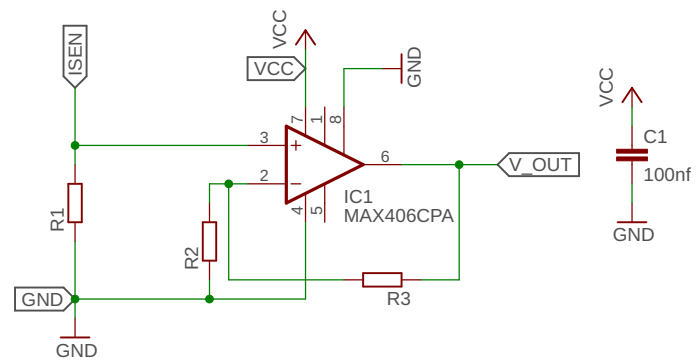 VCC
ISEN
VCC
GND
VCC
7
1
8
3
+
2
−
6
4
5
V_OUT
C1
100nf
IC1
MAX406CPA
R1
R2
GND
R3
GND
GND